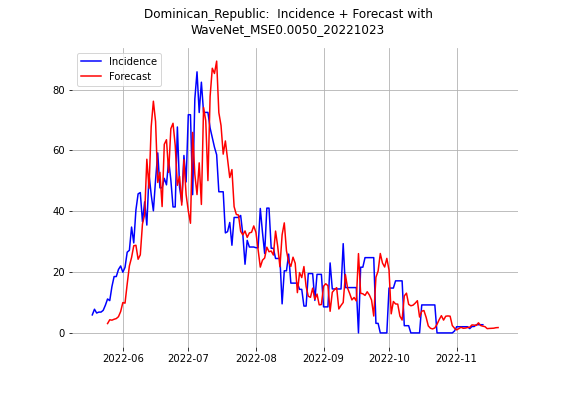 Dominican_Republic:  Incidence + Forecast with
WaveNet_MSE0.0050_20221023
Incidence
Forecast
80
60
40
20
0
2022-06
2022-07
2022-08
2022-09
2022-10
2022-11